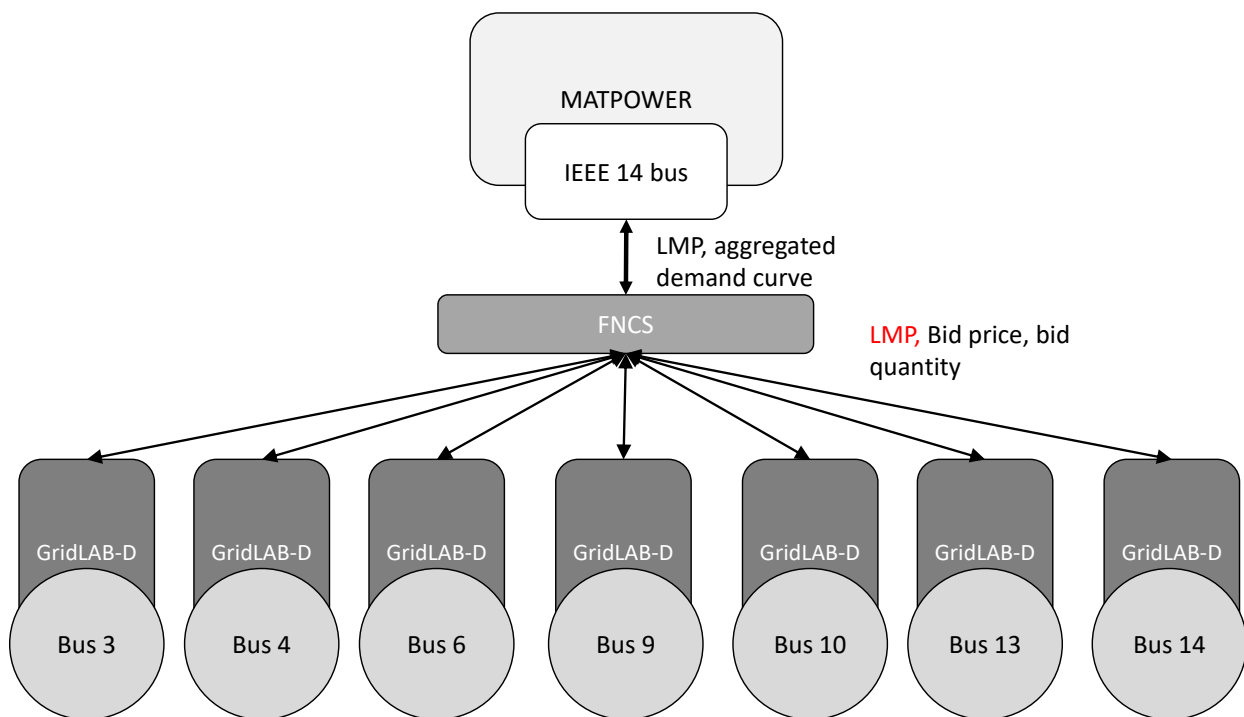 MATPOWER
IEEE 14 bus
LMP, aggregated
demand curve
FNCS
LMP, Bid price, bid
quantity
GridLAB-D
GridLAB-D
GridLAB-D
GridLAB-D
GridLAB-D
GridLAB-D
GridLAB-D
Bus 3
Bus 4
Bus 6
Bus 9
Bus 10
Bus 13
Bus 14